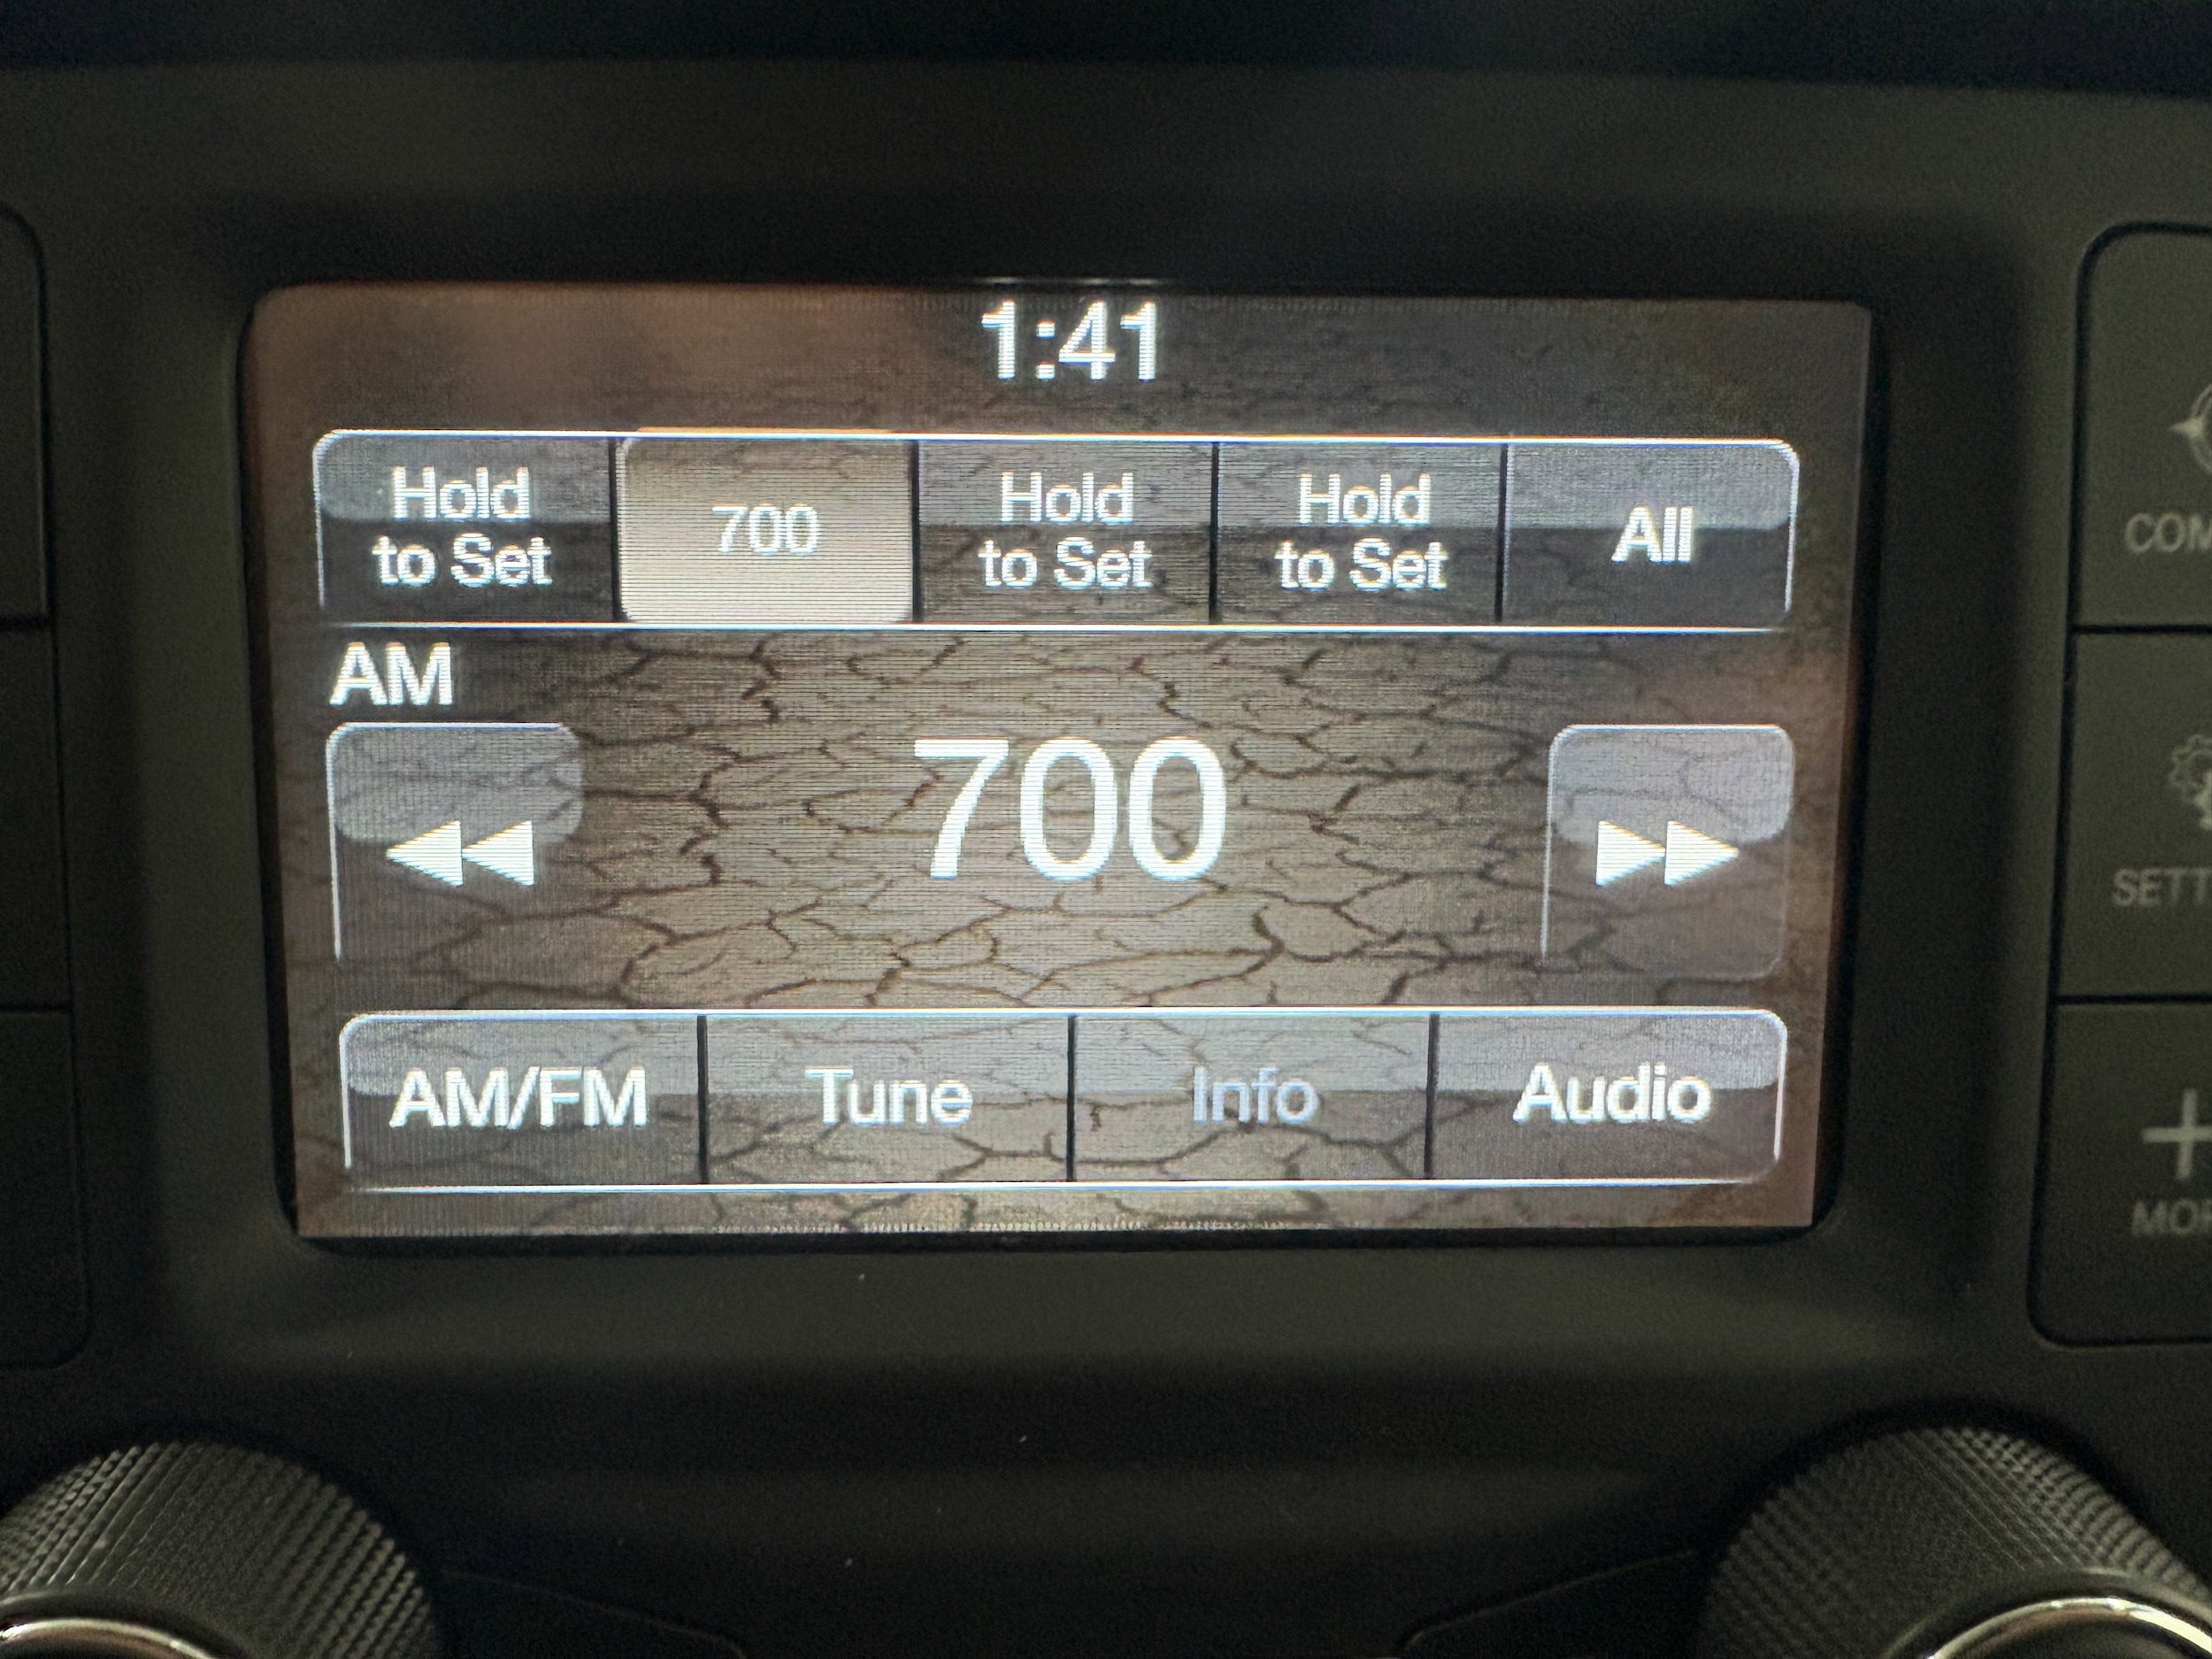 1:41
Hold
to Set
700
Hold
to Set
Hold
to Set
All
AM
700
AM/FM
Tune
Info
Audio